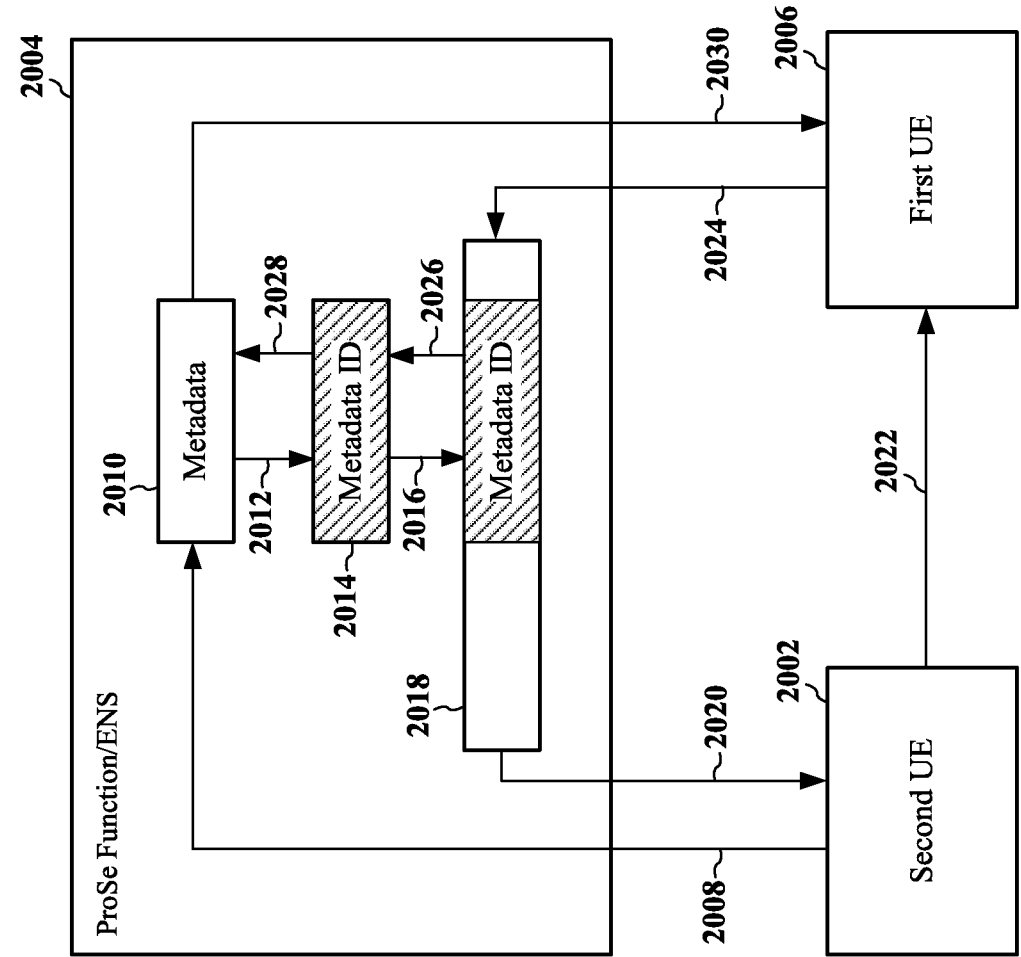 ProSe Function/ENS
2004
2010
Metadata
2012
2028
2014
Metadata ID
2016
2026
2018
Metadata ID
2008
2020
2024
2030
2002
Second UE
2022
2006
First UE